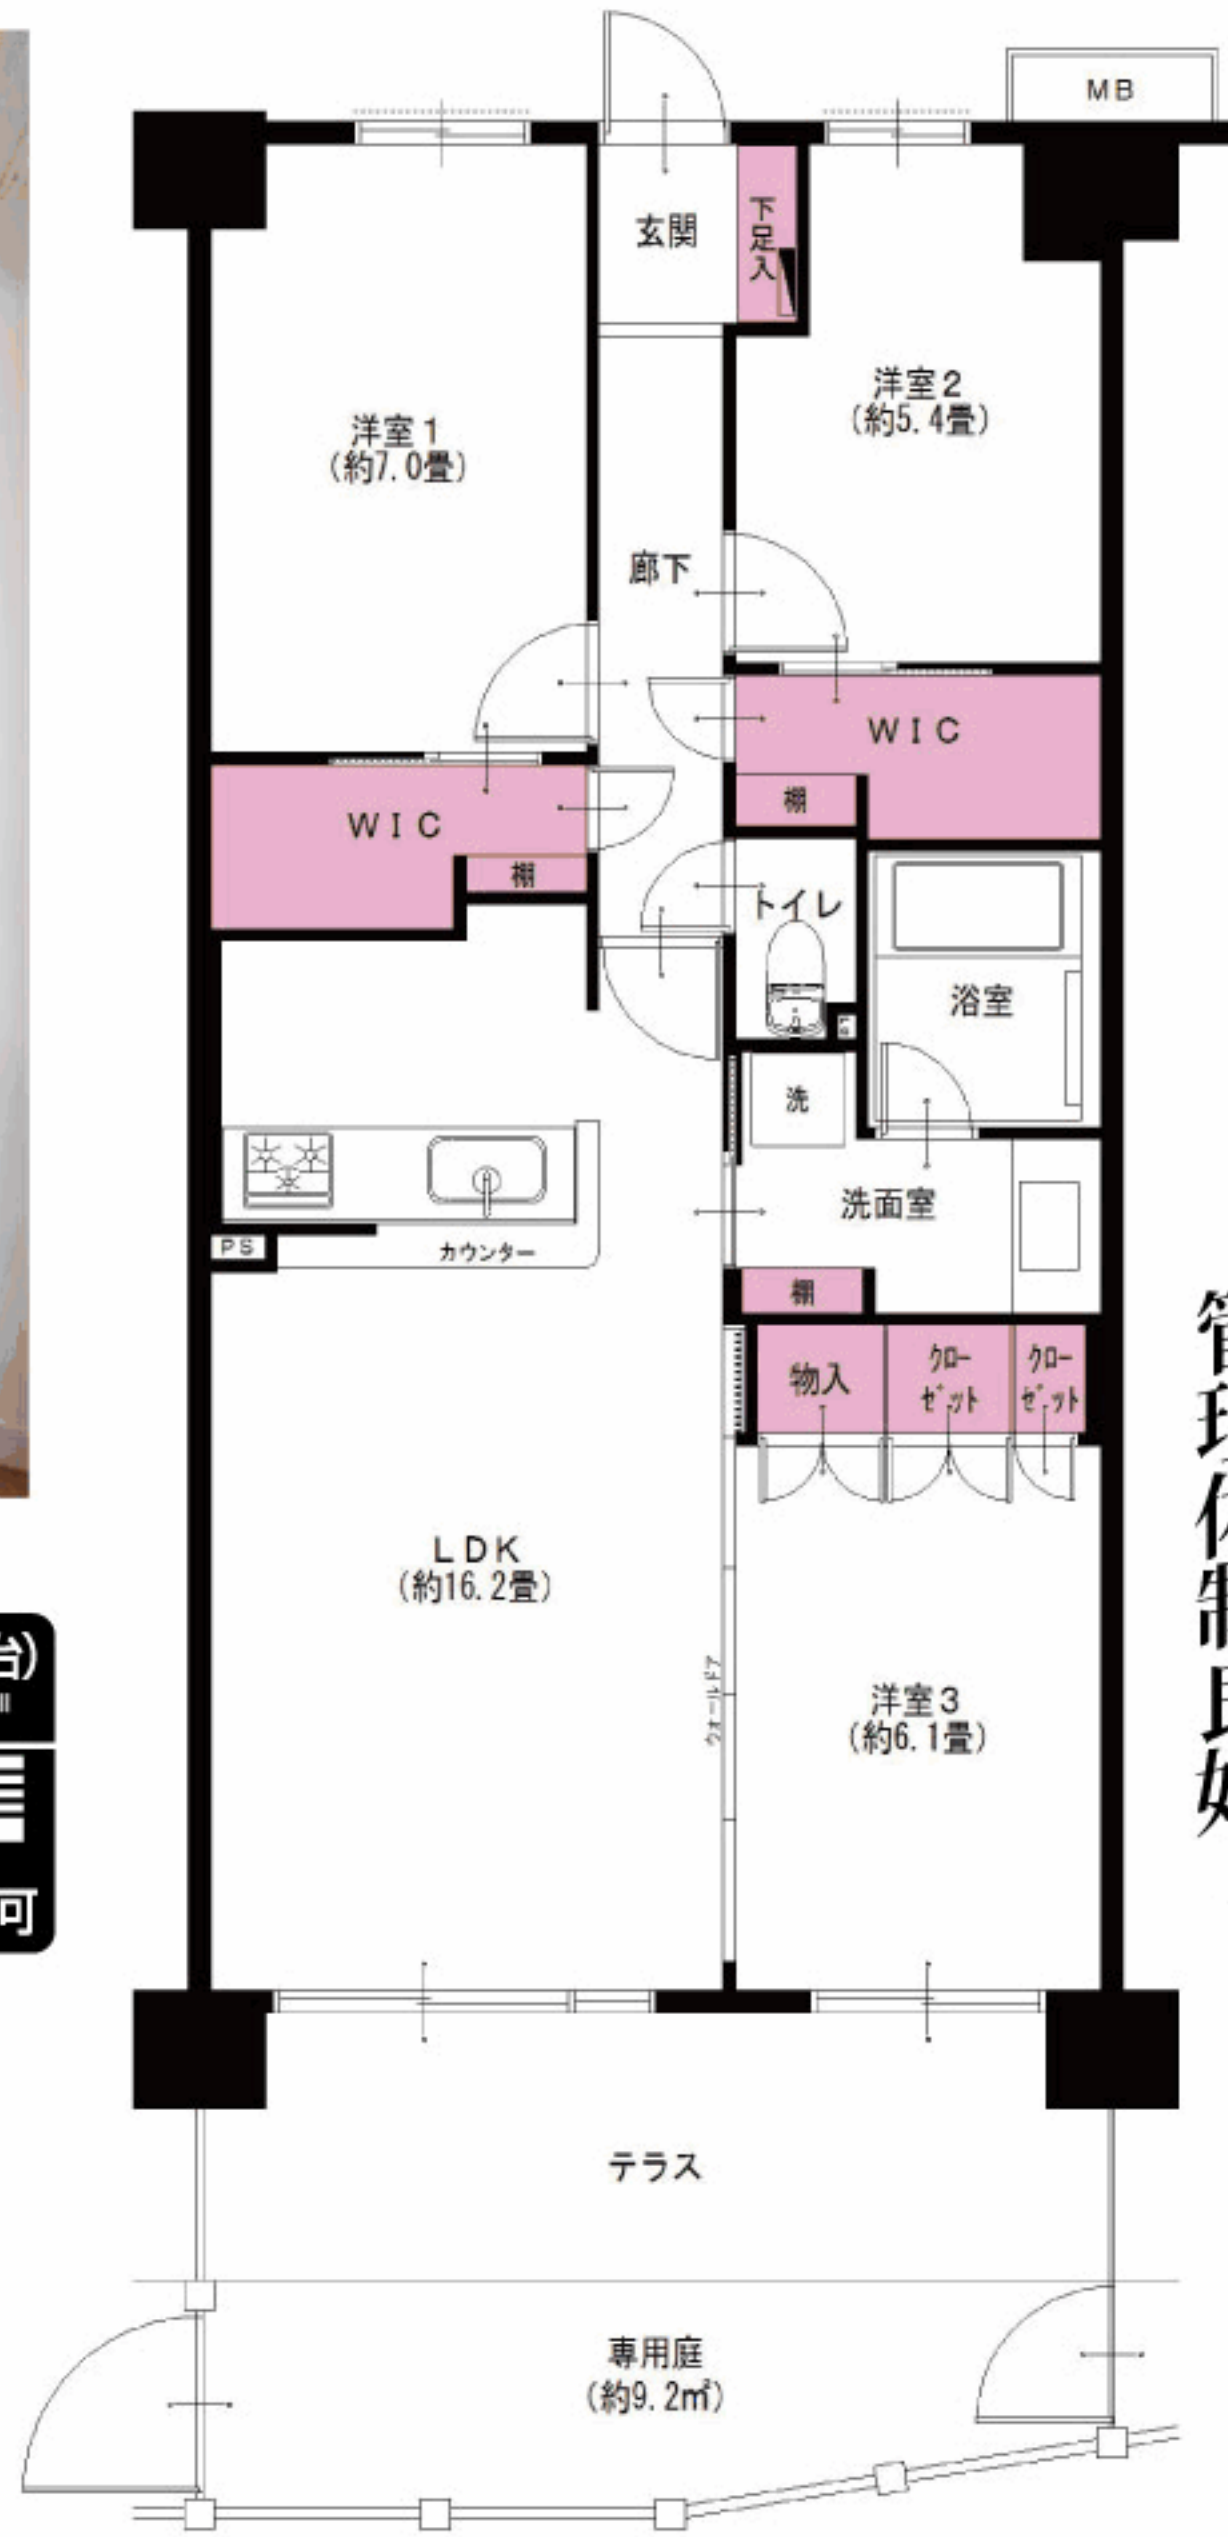 MB
玄関
下足入
洋室1
(約7.0畳)
洋室2
(約5.4畳)
廊下
WIC
棚
WIC
棚
トイレ
浴室
洗
洗面室
PS
カウンター
棚
物入
クローゼット
クローゼット
LDK
(約16.2畳)
ウォールドア
洋室3
(約6.1畳)
テラス
専用庭
(約9.2㎡)
台)
可